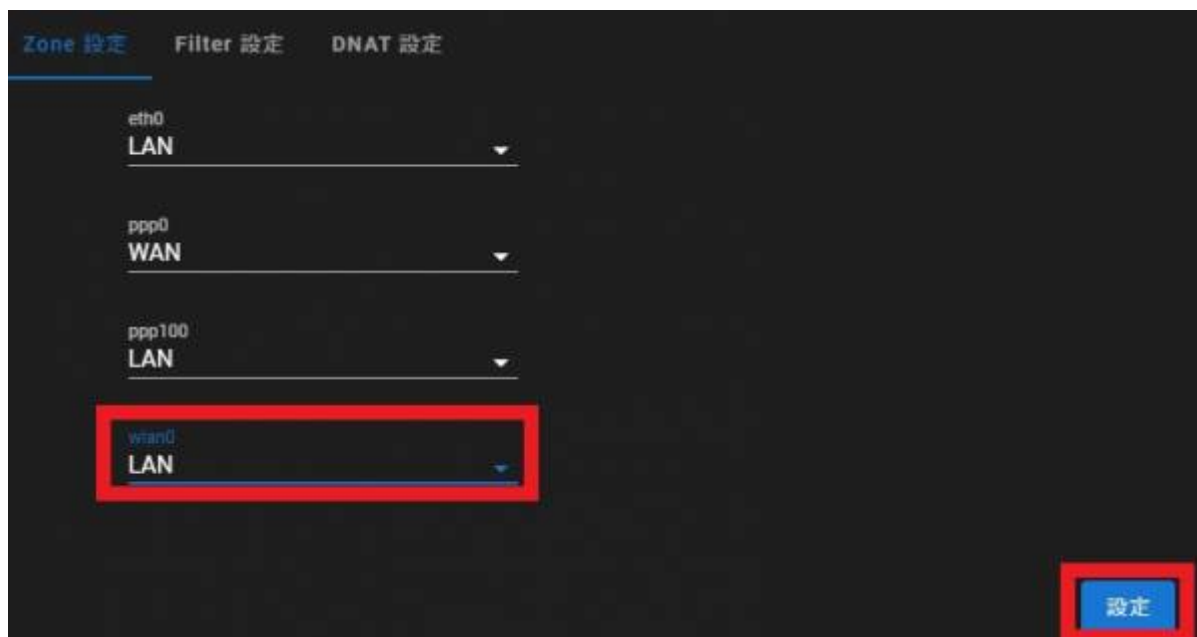 Zone 設定 Filter 設定 DNAT 設定
eth0
LAN
ppp0
WAN
ppp100
LAN
wlan0
LAN
設定